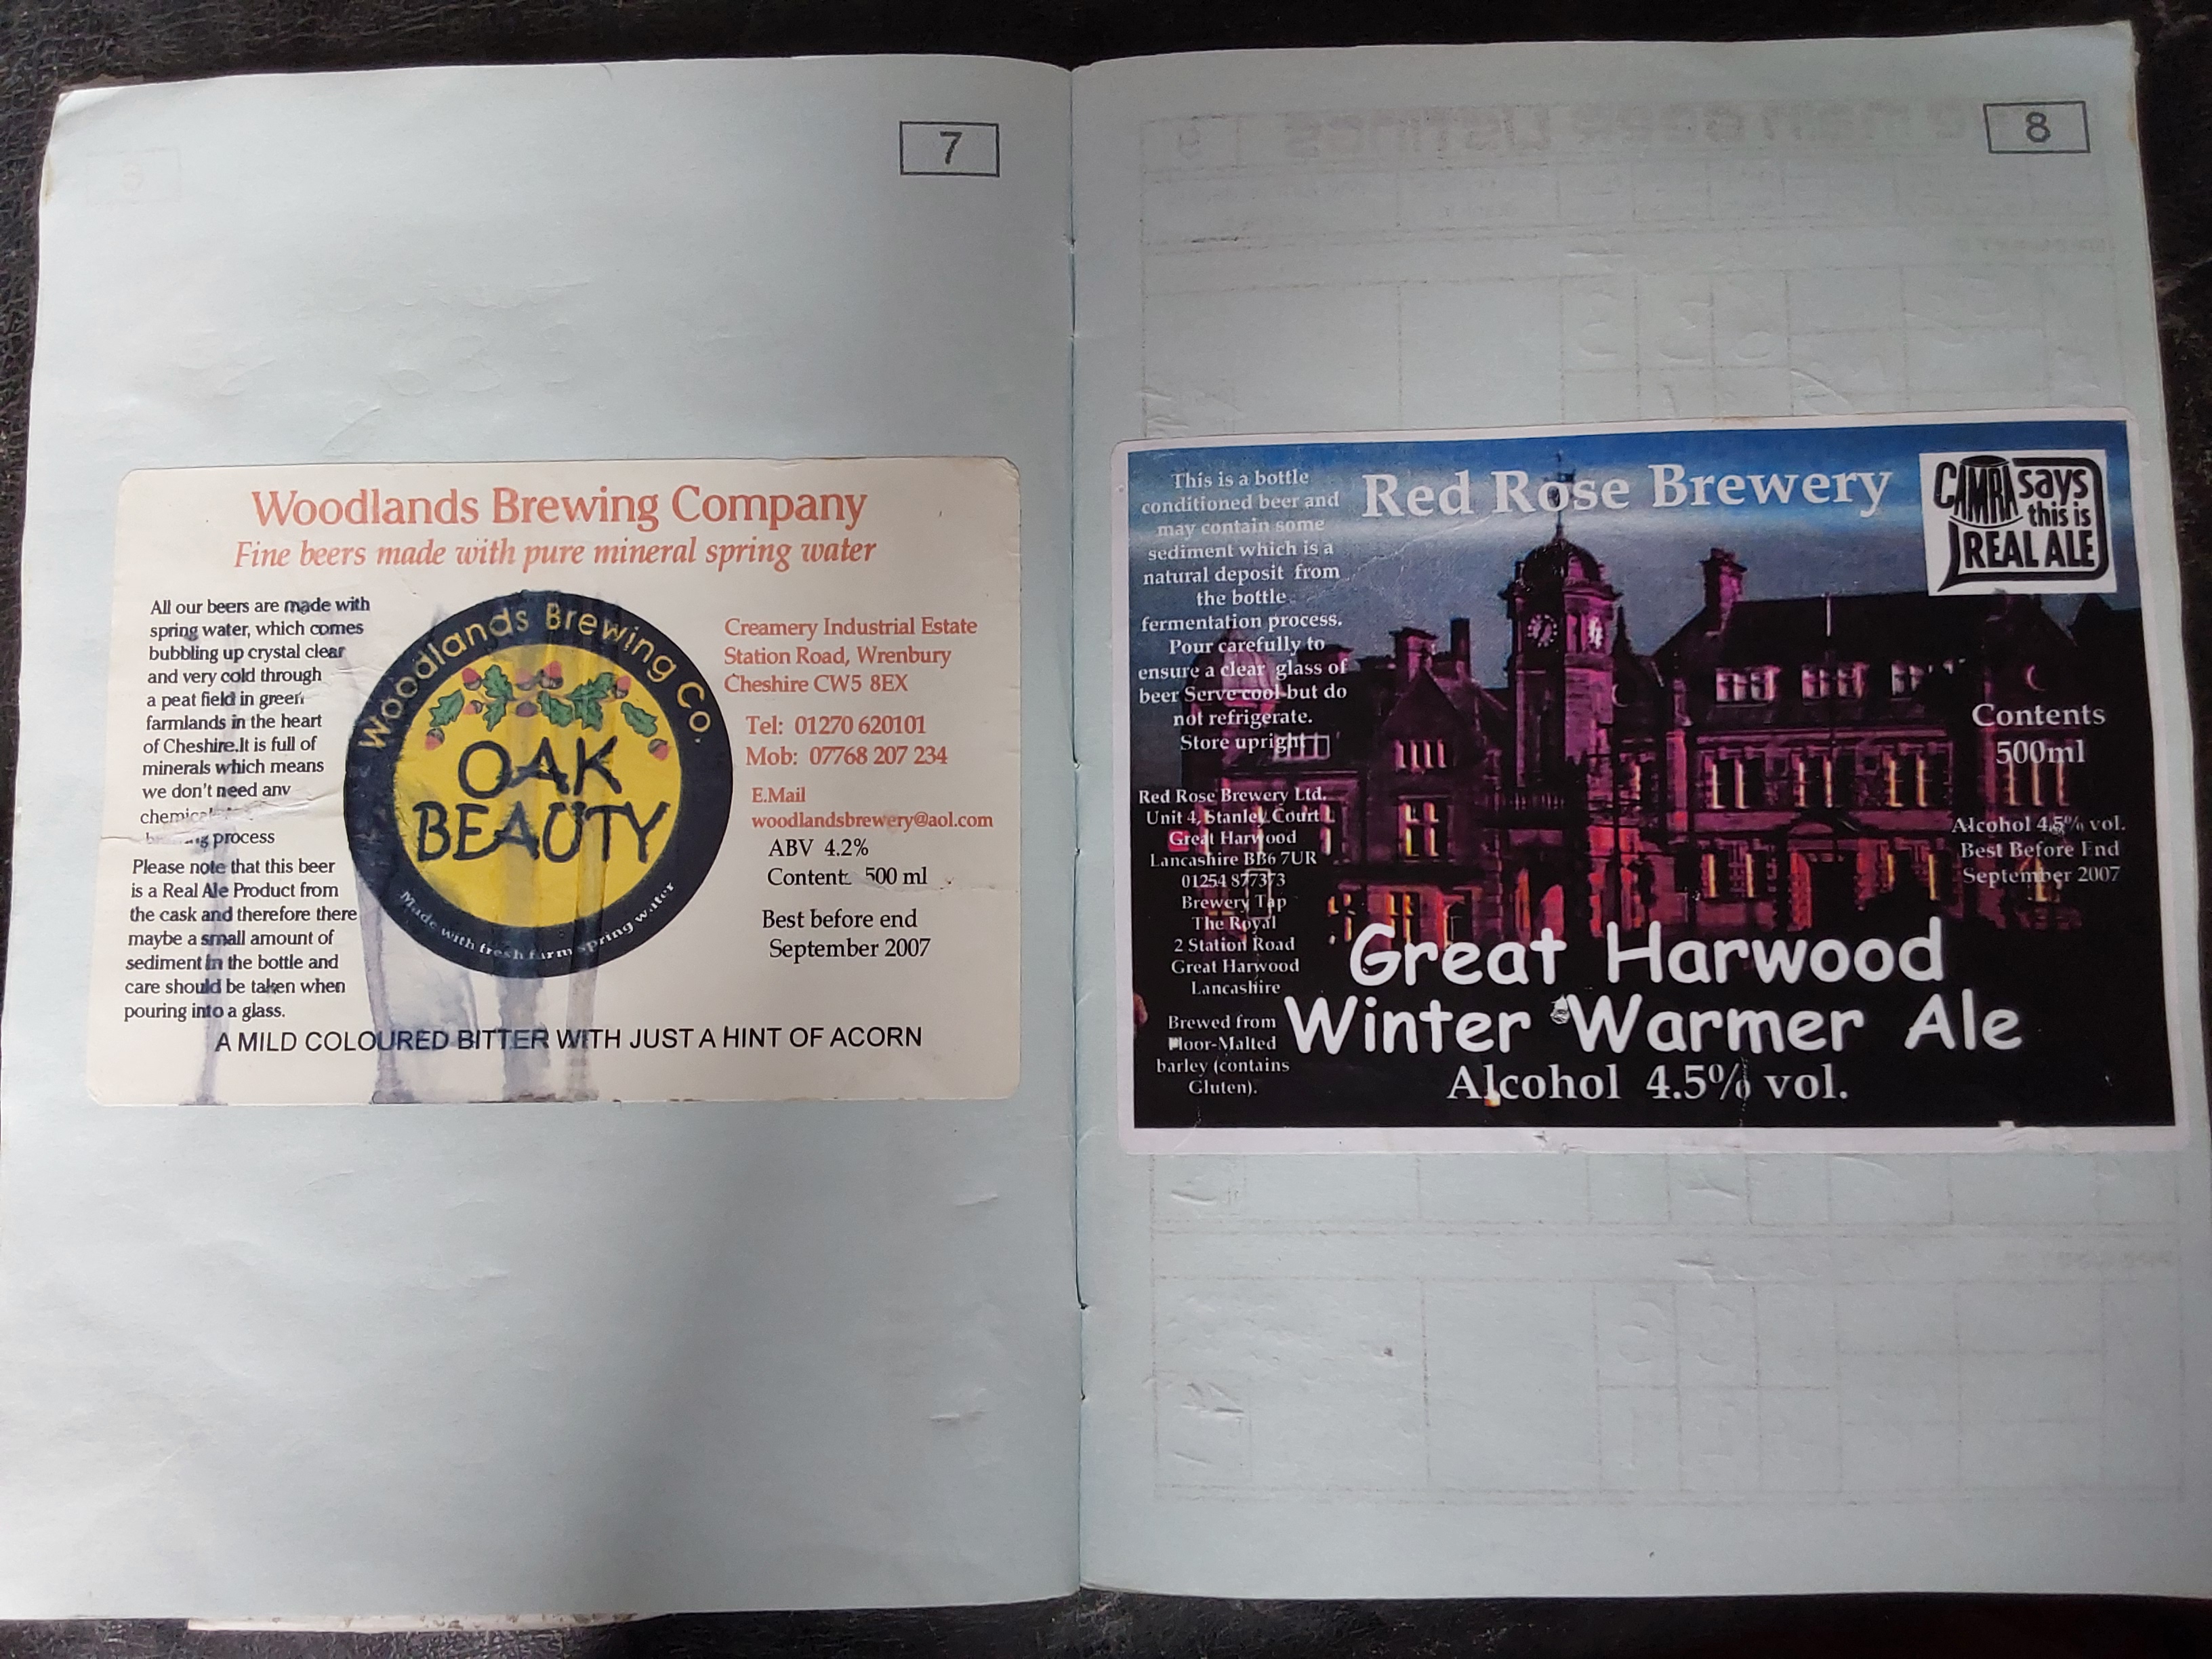 7
Woodlands Brewing Company
Fine beers made with pure mineral spring water
All our beers are made with
spring water, which comes
bubbling up crystal clear
and very cold through
a peat field in green
farmlands in the heart
of Cheshire.It is full of
minerals which means
we don't need any
process
Please note that this beer
is a Real Ale Product from
the cask and therefore there
maybe a small amount of
sediment in the bottle and
care should be taken when
pouring into a glass.
Woodlands Brewing Co.
OAK
BEAUTY
Made with fresh farm spring water
Creamery Industrial Estate
Station Road, Wrenbury
Cheshire CW5 8EX
Tel: 01270 620101
Mob: 07768 207 234
E.Mail
woodlandsbrewery@aol.com
ABV 4.2%
Content: 500 ml
Best before end
September 2007
A MILD COLOURED BITTER WITH JUST A HINT OF ACORN
8
This is a bottle
conditioned beer and
may contain some
sediment which is a
natural deposit from
the bottle
fermentation process.
Pour carefully to
ensure a clear glass of
beer Serve cool but do
not refrigerate.
Store upright
Red Rose Brewery Ltd.
Unit 4, Stanley Court
Great Harwood
Lancashire BB6 7UR
01254 877373
Brewery Tap
The Royal
2 Station Road
Great Harwood
Lancashire
Brewed from
Floor-Malted
barley (contains
Gluten).
Red Rose Brewery
CAMRA says
this is
REAL ALE
Contents
500ml
Alcohol 4.5% vol.
Best Before End
September 2007
Great Harwood
Winter Warmer Ale
Alcohol 4.5% vol.